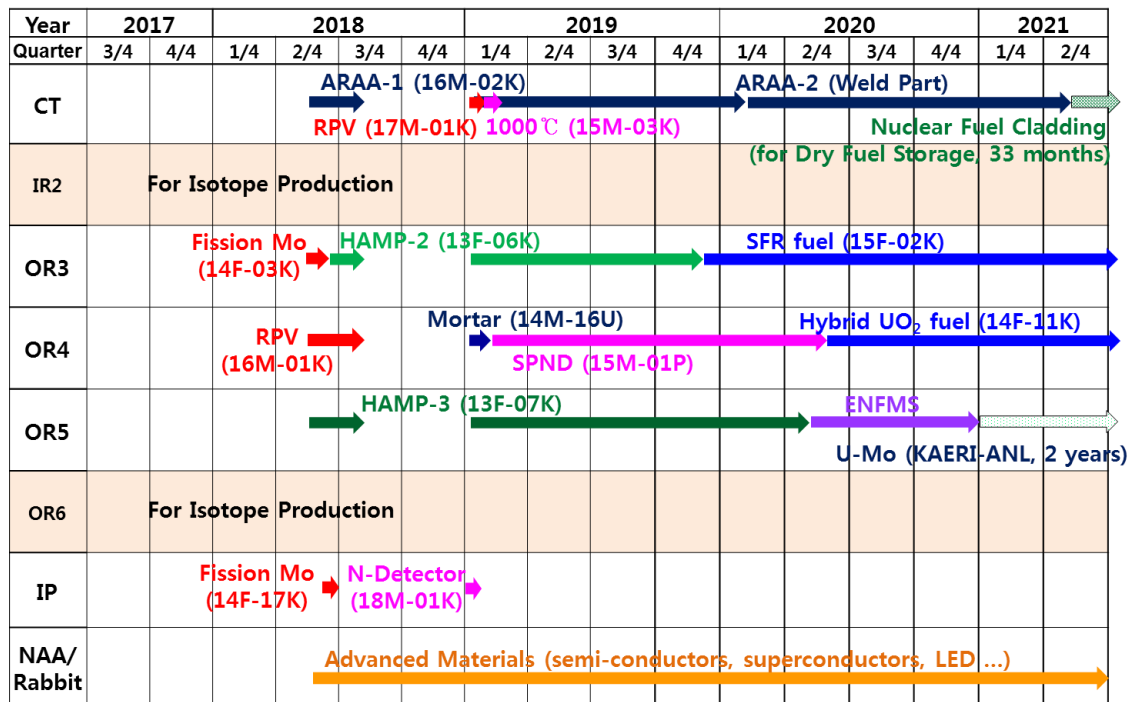 Year 2017 2018 2019 2020 2021
Quarter 3/4 4/4 1/4 2/4 3/4 4/4 1/4 2/4 3/4 4/4 1/4 2/4 3/4 4/4 1/4 2/4
CT
ARAA-1 (16M-02K)
ARAA-2 (Weld Part)
RPV (17M-01K)
1000℃ (15M-03K)
Nuclear Fuel Cladding
(for Dry Fuel Storage, 33 months)
IR2
For Isotope Production
OR3
Fission Mo
(14F-03K)
HAMP-2 (13F-06K)
SFR fuel (15F-02K)
OR4
RPV
(16M-01K)
Mortar (14M-16U)
SPND (15M-01P)
Hybrid UO₂ fuel (14F-11K)
OR5
HAMP-3 (13F-07K)
ENFMS
U-Mo (KAERI-ANL, 2 years)
OR6
For Isotope Production
IP
Fission Mo
(14F-17K)
N-Detector
(18M-01K)
NAA/
Rabbit
Advanced Materials (semi-conductors, superconductors, LED ...)